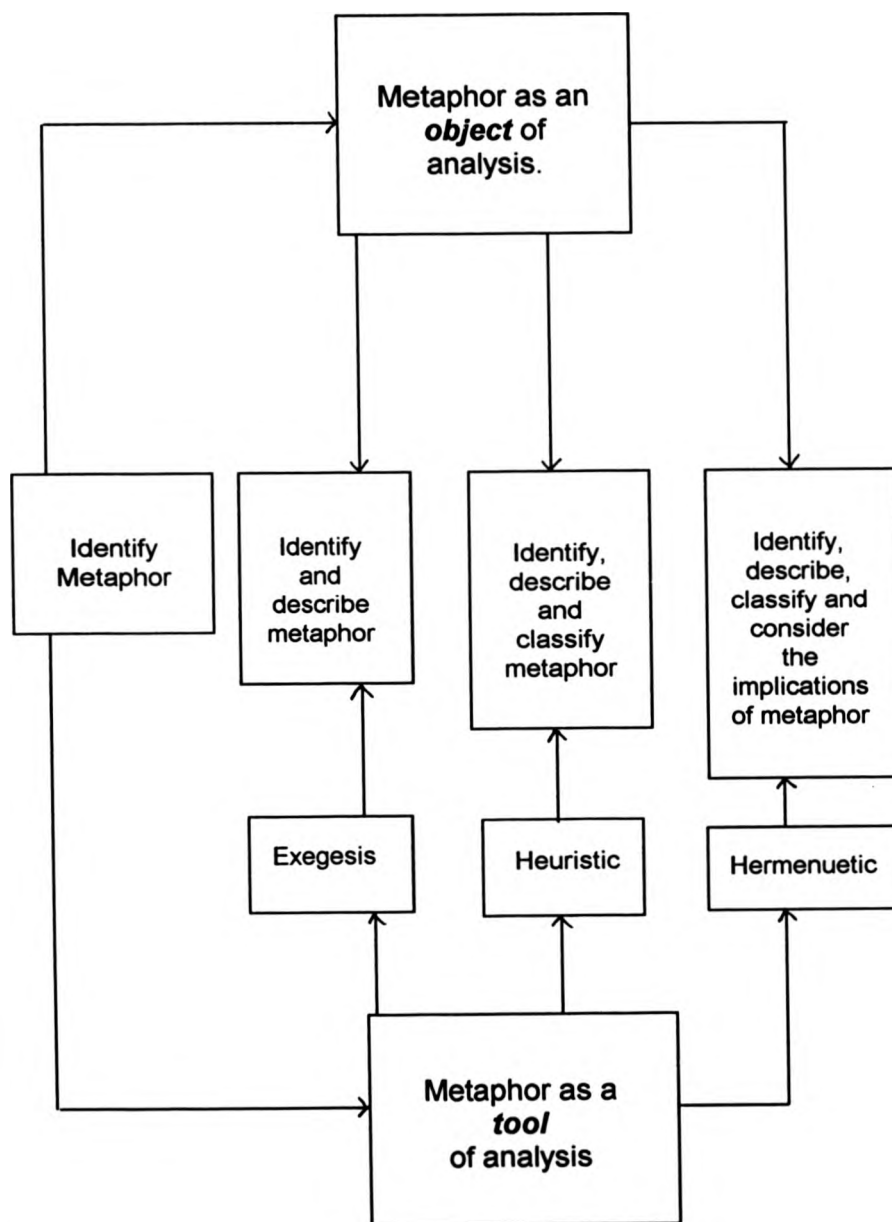 Metaphor as an
object of
analysis.
Identify
Metaphor
Identify
and
describe
metaphor
Identify,
describe
and
classify
metaphor
Identify,
describe,
classify and
consider
the
implications
of metaphor
Exegesis
Heuristic
Hermenuetic
Metaphor as a
tool
of analysis